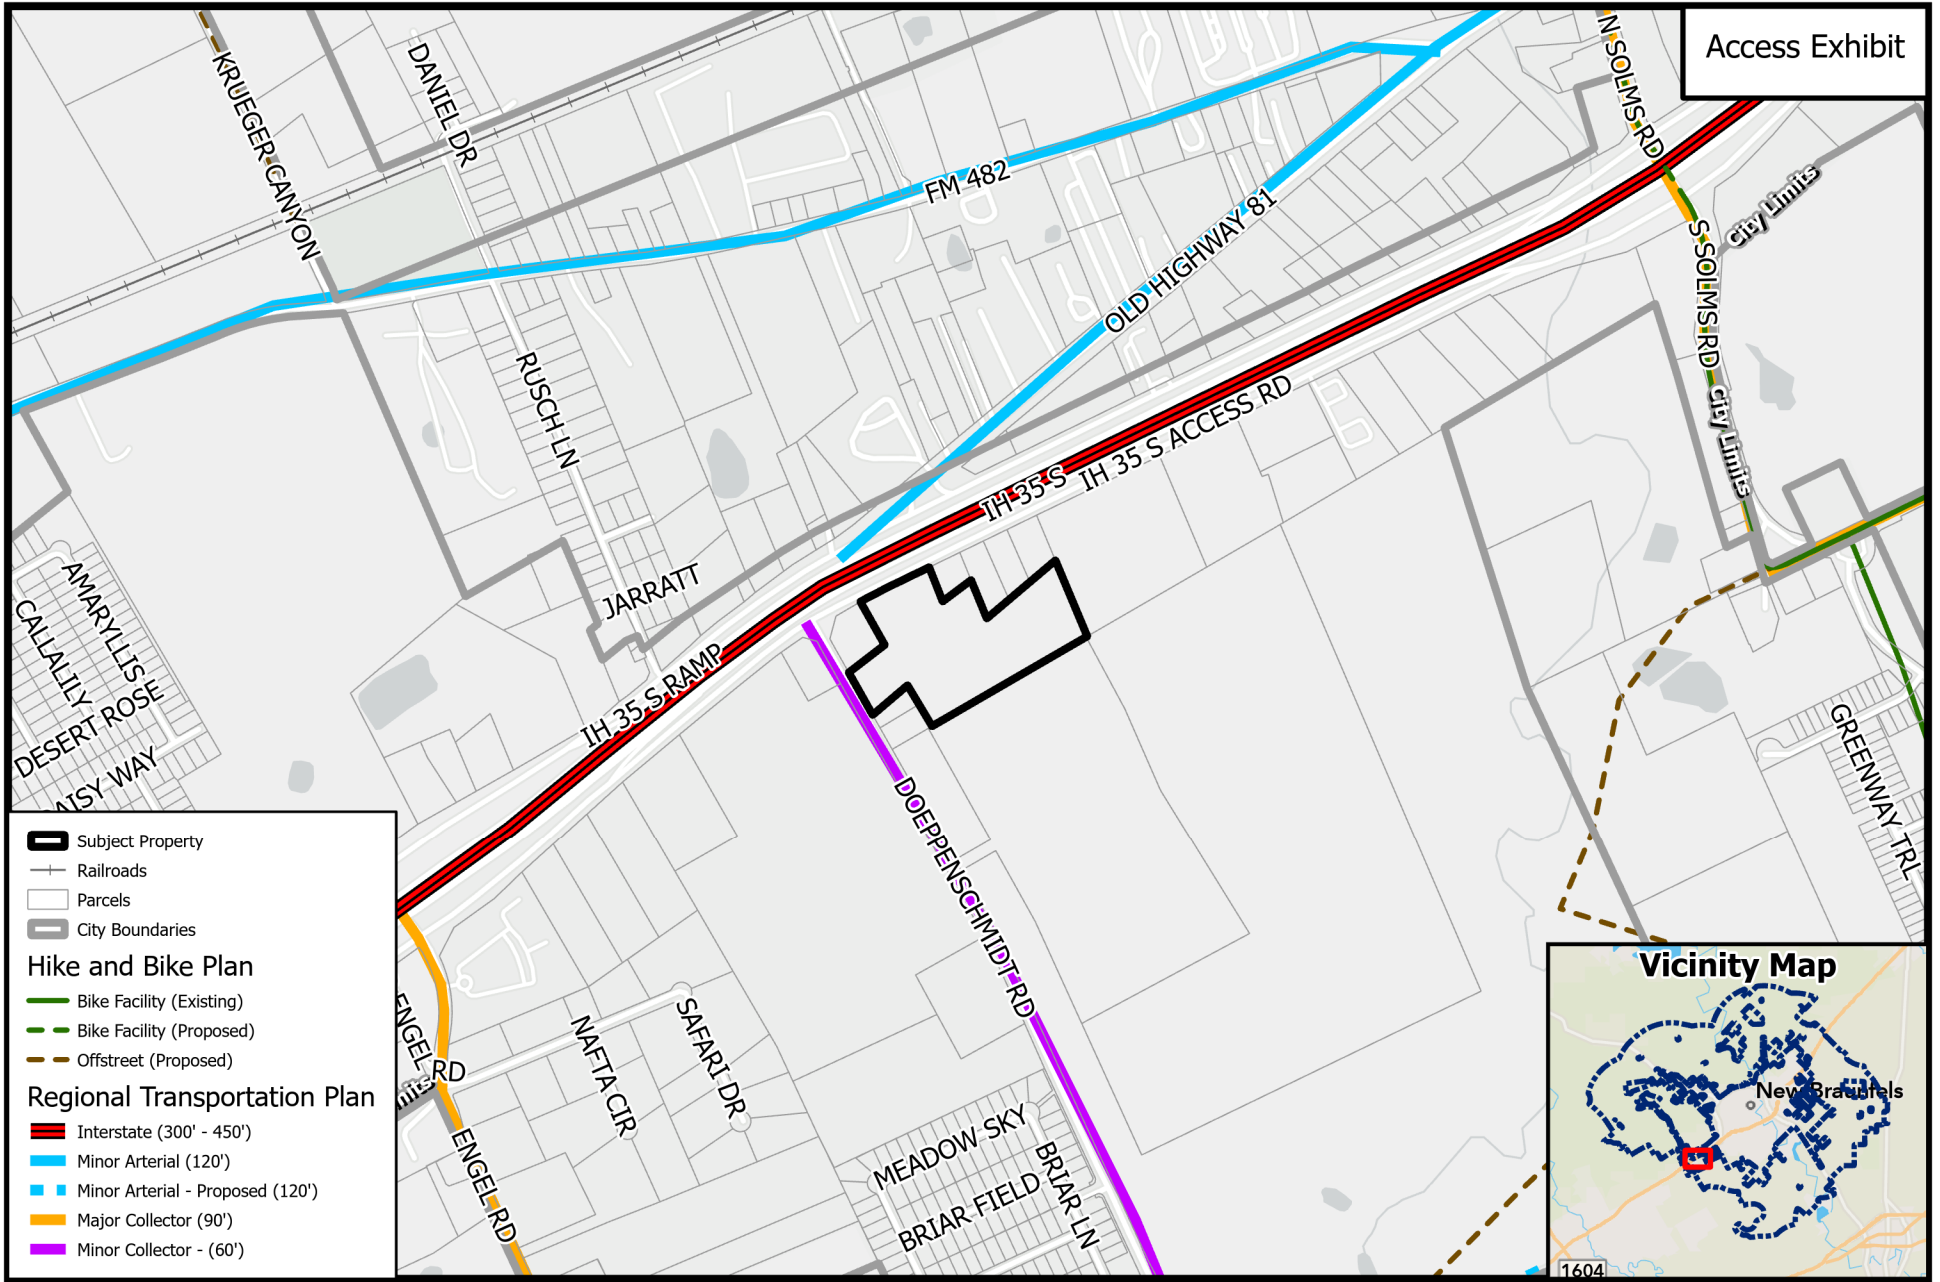 Access Exhibit
KRUEGER CANYON
DANIEL DR
N SOLMS RD
FM 482
OLD HIGHWAY 81
City Limits
S SOLMS RD
RUSCH LN
IH 35 S ACCESS RD
IH 35 S
City Limits
JARRATT
AMARYLLIS
CALLALILY
DESERT ROSE
AISY WAY
IH 35 S RAMP
DOEPPENSCHMIDT RD
GREENWAY TRL
Subject Property
Railroads
Parcels
City Boundaries
Hike and Bike Plan
Bike Facility (Existing)
Bike Facility (Proposed)
Offstreet (Proposed)
Regional Transportation Plan
Interstate (300' - 450')
Minor Arterial (120')
Minor Arterial - Proposed (120')
Major Collector (90')
Minor Collector - (60')
ENGEL RD
mits
ENGEL RD
NAFTA CIR
SAFARI DR
MEADOW SKY
BRIAR FIELD
BRIAR LN
Vicinity Map
New Braunfels
1604